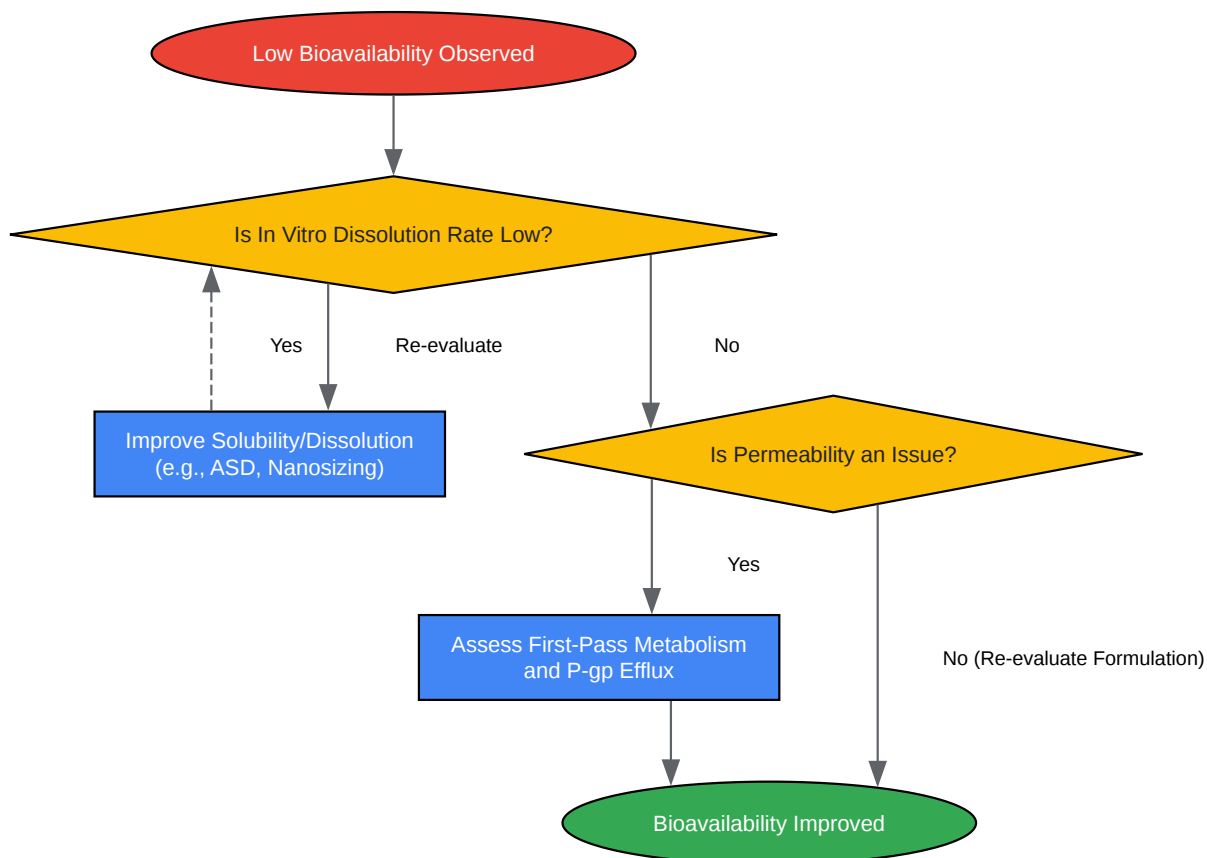 Low Bioavailability Observed
Is In Vitro Dissolution Rate Low?
Yes
Re-evaluate
No
Improve Solubility/Dissolution
(e.g., ASD, Nanosizing)
Is Permeability an Issue?
Yes
Assess First-Pass Metabolism
and P-gp Efflux
No (Re-evaluate Formulation)
Bioavailability Improved